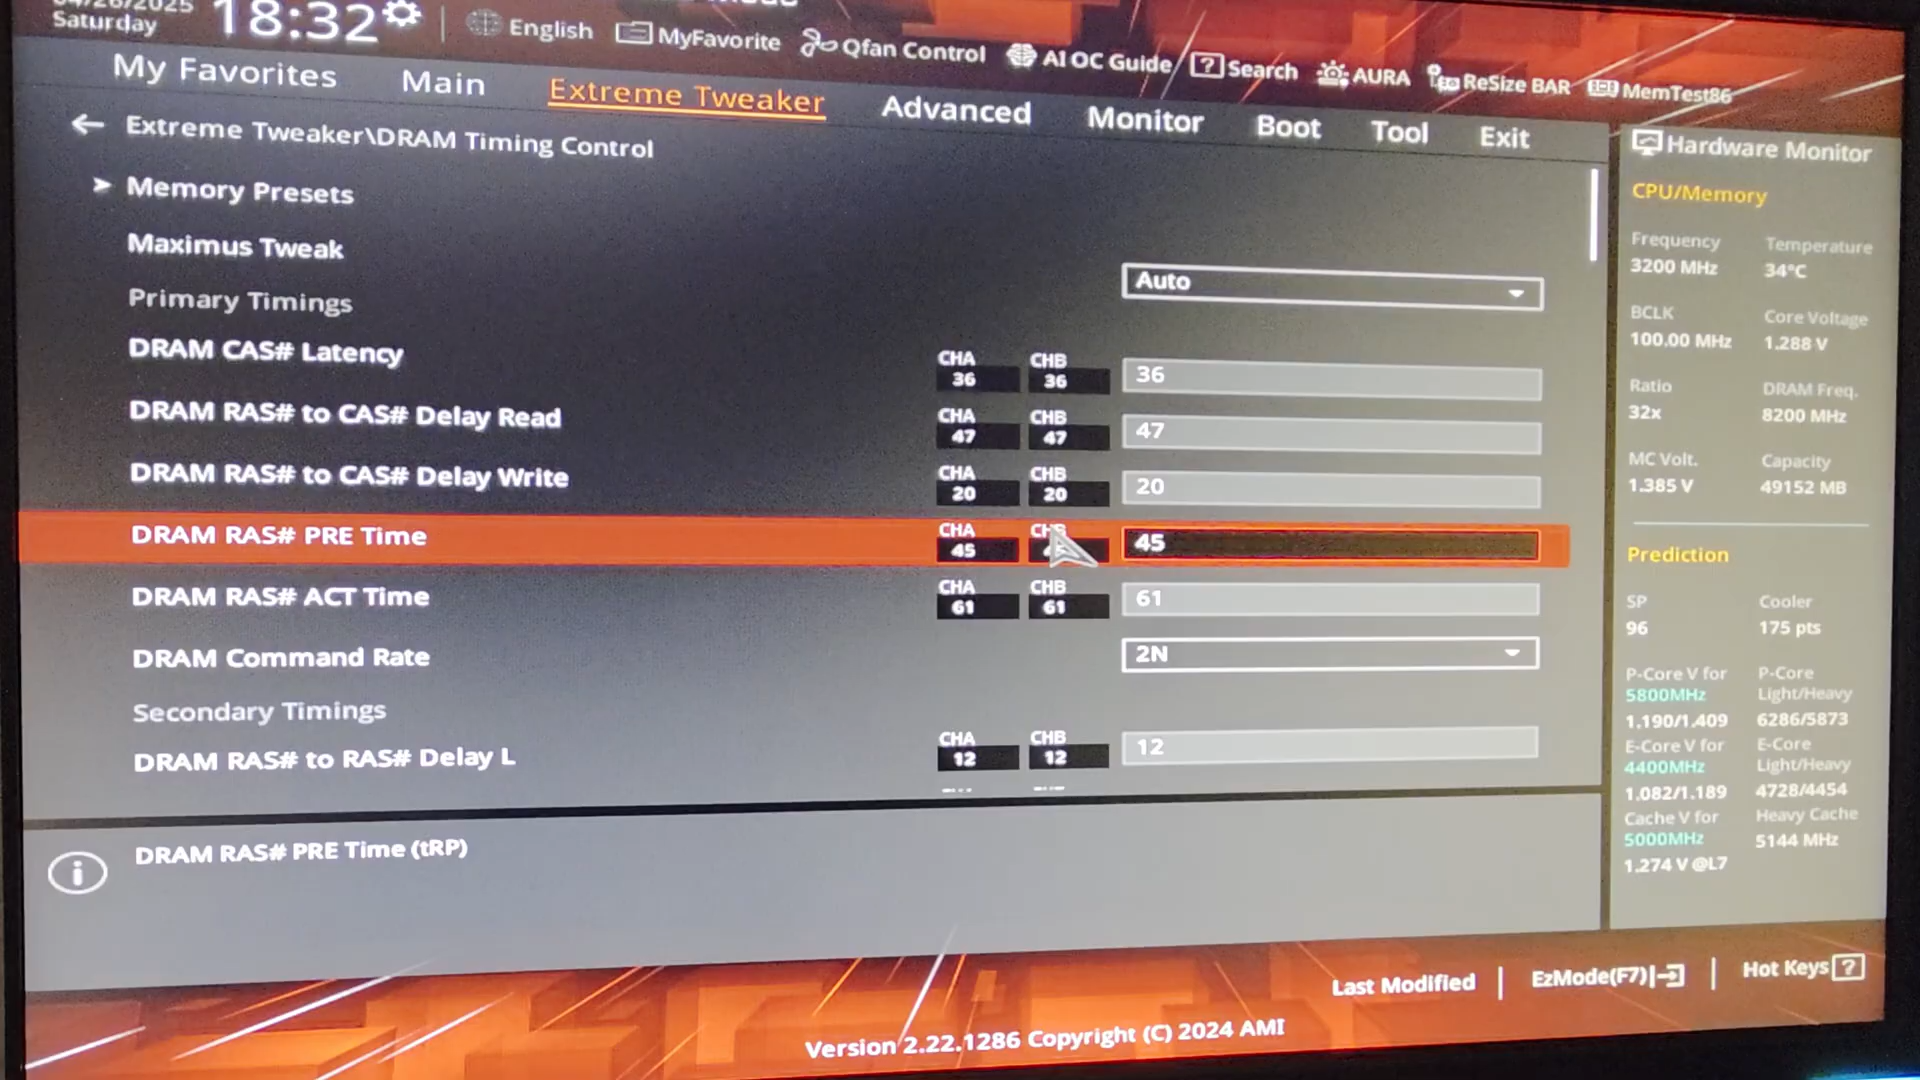 Saturday
18:32
English
MyFavorite
Qfan Control
AI OC Guide
Search
AURA
ReSize BAR
MemTest86
My Favorites
Main
Extreme Tweaker
Advanced
Monitor
Boot
Tool
Exit
Extreme Tweaker\DRAM Timing Control
Memory Presets
Maximus Tweak
Auto
Primary Timings
DRAM CAS# Latency
CHA 36
CHB 36
36
DRAM RAS# to CAS# Delay Read
CHA 47
CHB 47
47
DRAM RAS# to CAS# Delay Write
CHA 20
CHB 20
20
DRAM RAS# PRE Time
CHA 45
45
DRAM RAS# ACT Time
CHA 61
CHB 61
61
DRAM Command Rate
2N
Secondary Timings
DRAM RAS# to RAS# Delay L
CHA 12
CHB 12
12
DRAM RAS# PRE Time (tRP)
Hardware Monitor
CPU/Memory
Frequency Temperature
3200 MHz 34°C
BCLK Core Voltage
100.00 MHz 1.288 V
Ratio DRAM Freq.
32x 8200 MHz
MC Volt. Capacity
1.385 V 49152 MB
Prediction
SP Cooler
96 175 pts
P-Core V for P-Core
5800MHz Light/Heavy
1.190/1.409 6286/5873
E-Core V for E-Core
4400MHz Light/Heavy
1.082/1.189 4728/4454
Cache V for Heavy Cache
5000MHz 5144 MHz
1.274 V @L7
Last Modified
EzMode(F7)
Hot Keys ?
Version 2.22.1286 Copyright (C) 2024 AMI